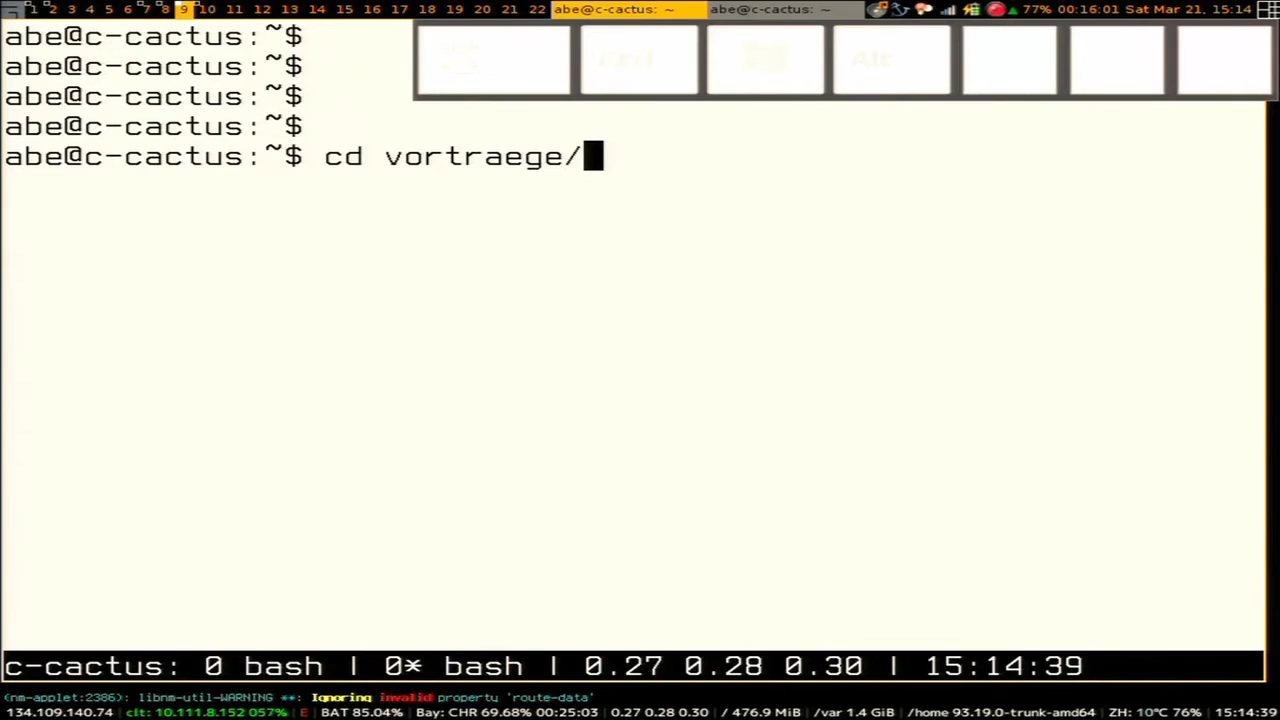 1 2 3 4 5 6 7 8 9 10 11 12 13 14 15 16 17 18 19 20 21 22 abe@c-cactus: ~ abe@c-cactus: ~ 77% 00:16:01 Sat Mar 21, 15:14
abe@c-cactus:~$
abe@c-cactus:~$
abe@c-cactus:~$
abe@c-cactus:~$
abe@c-cactus:~$ cd vortraege/
Ctrl Alt
c-cactus: 0 bash | 0* bash | 0.27 0.28 0.30 | 15:14:39
(nm-applet:2386): libnm-util-WARNING **: Ignoring invalid property 'route-data'
134.109.140.74 | clt: 10.111.8.152 057% | E | BAT 85.04% | Bay: CHR 69.68% 00:25:03 | 0.27 0.28 0.30 | / 476.9 MiB | /var 1.4 GiB | /home 93.19.0-trunk-amd64 | ZH: 10°C 76% | 15:14:39